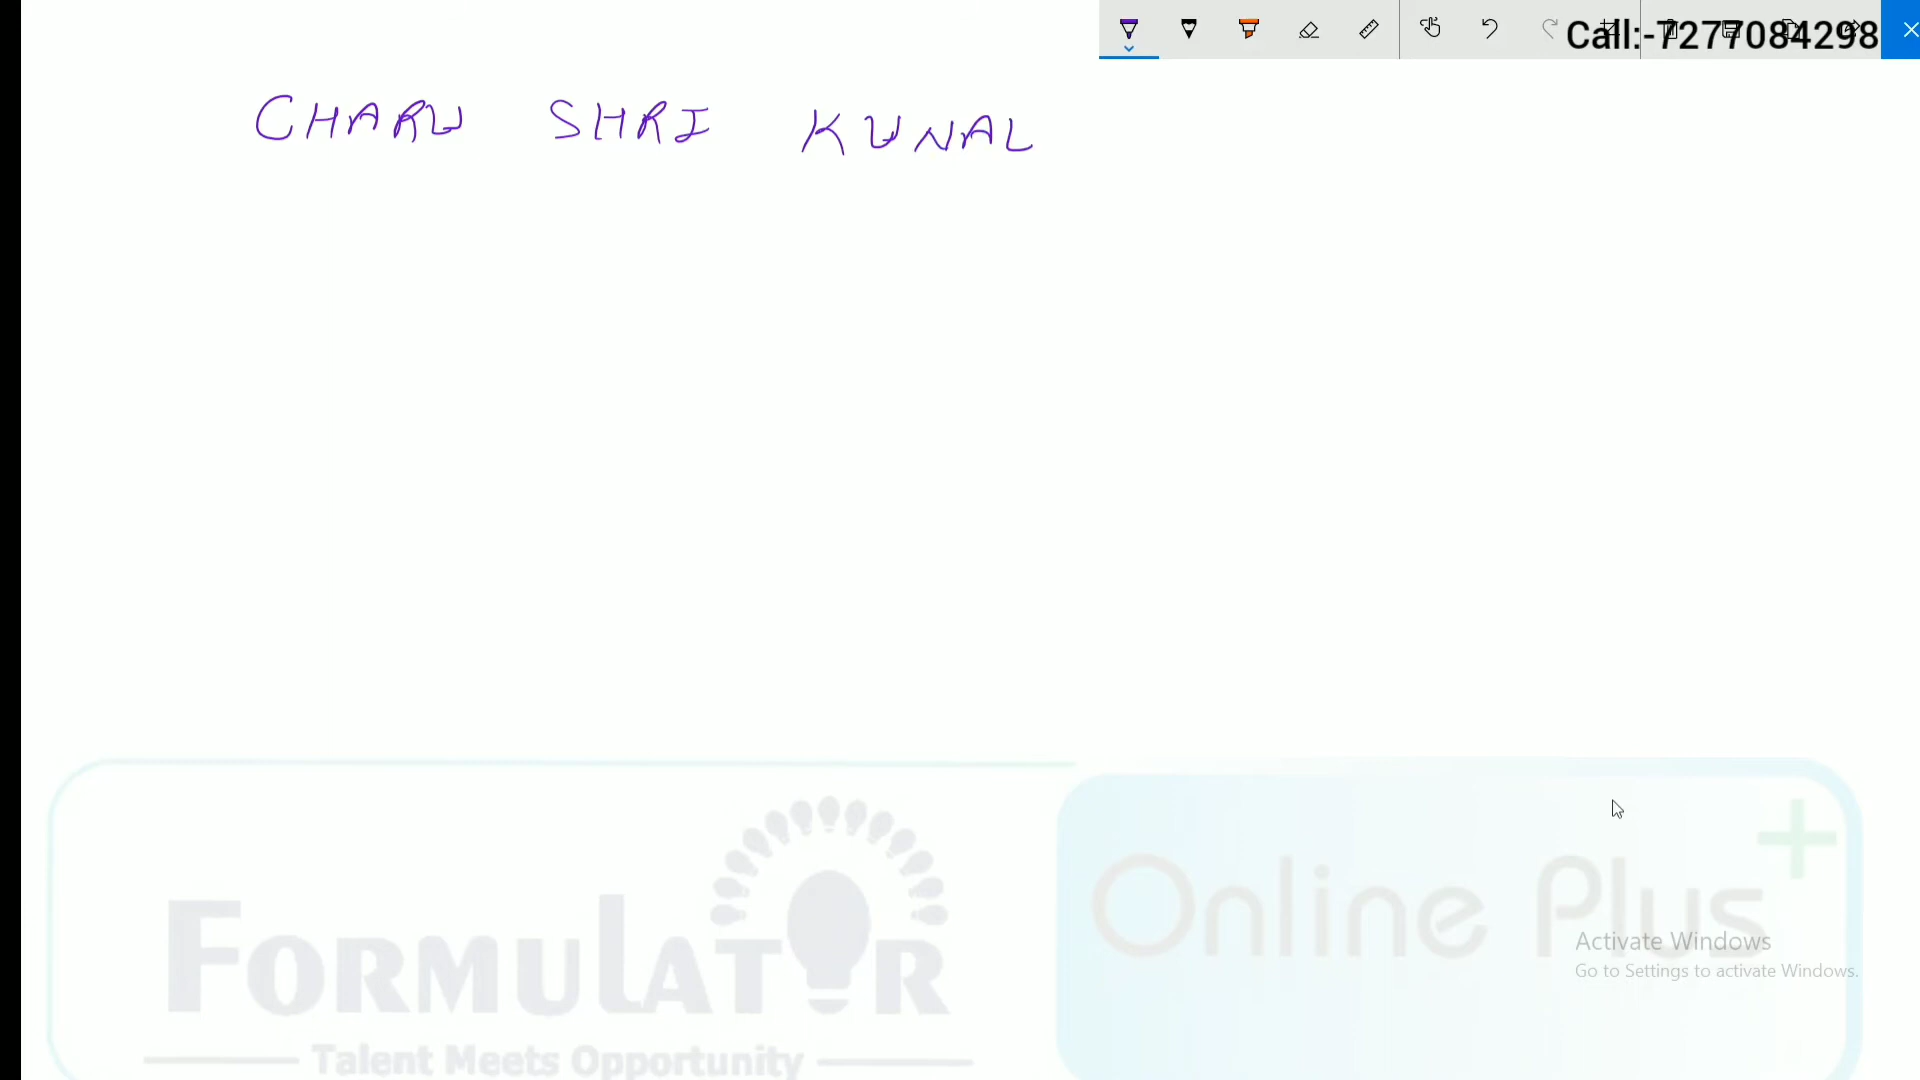 Call:-7277084298
CHARU SHRI KUNAL
FORMULATOR
Talent Meets Opportunity
Online Plus +
Activate Windows
Go to Settings to activate Windows.